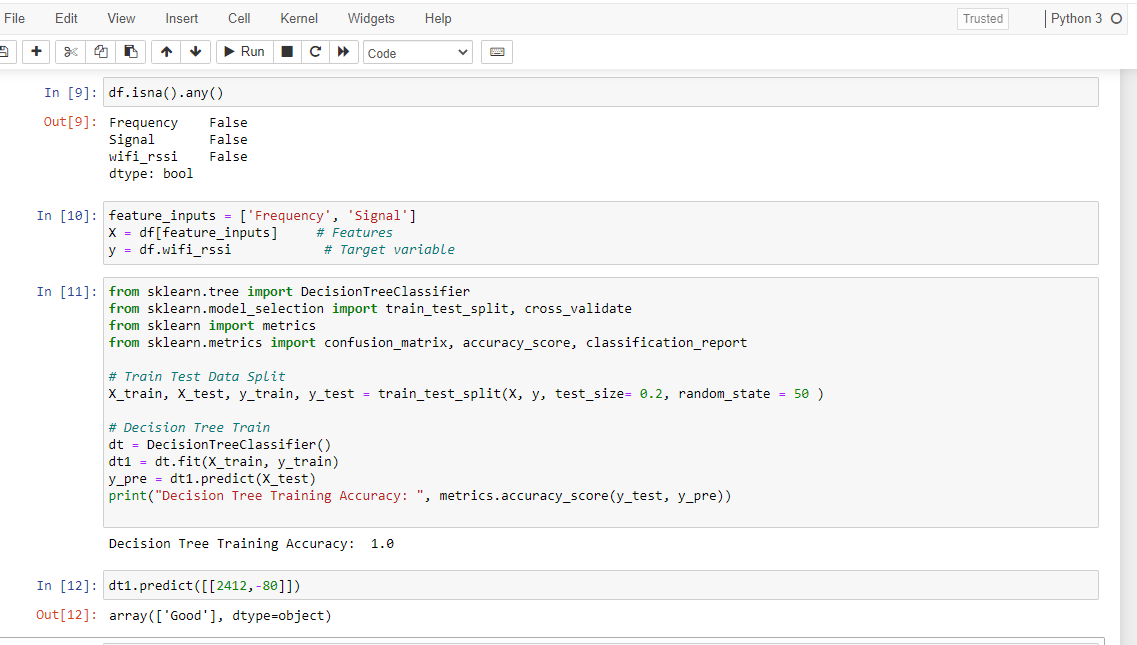 File Edit View Insert Cell Kernel Widgets Help Trusted Python 3
Run Code
In [9]: df.isna().any()
Out[9]: Frequency False
Signal False
wifi_rssi False
dtype: bool
In [10]: feature_inputs = ['Frequency', 'Signal']
X = df[feature_inputs] # Features
y = df.wifi_rssi # Target variable
In [11]: from sklearn.tree import DecisionTreeClassifier
from sklearn.model_selection import train_test_split, cross_validate
from sklearn import metrics
from sklearn.metrics import confusion_matrix, accuracy_score, classification_report
# Train Test Data Split
X_train, X_test, y_train, y_test = train_test_split(X, y, test_size= 0.2, random_state = 50 )
# Decision Tree Train
dt = DecisionTreeClassifier()
dt1 = dt.fit(X_train, y_train)
y_pre = dt1.predict(X_test)
print("Decision Tree Training Accuracy: ", metrics.accuracy_score(y_test, y_pre))
Decision Tree Training Accuracy:  1.0
In [12]: dt1.predict([[2412,-80]])
Out[12]: array(['Good'], dtype=object)